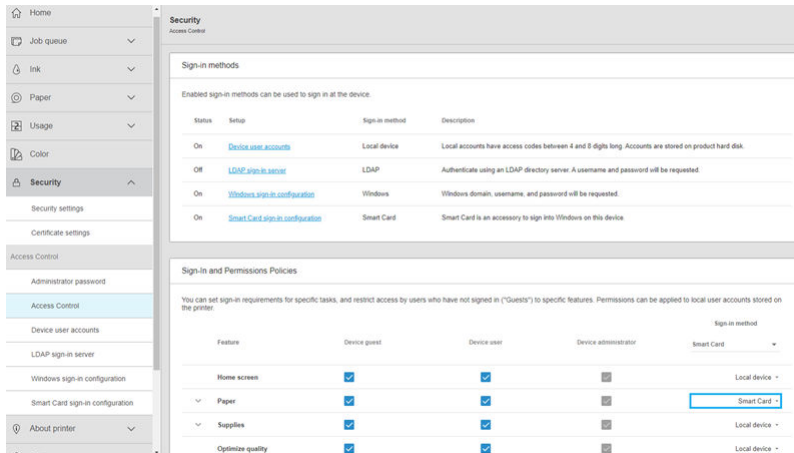 Home
Job queue
Ink
Paper
Usage
Color
Security
Security settings
Certificate settings
Access Control
Administrator password
Access Control
Device user accounts
LDAP sign-in server
Windows sign-in configuration
Smart Card sign-in configuration
About printer
Security
Access Control
Sign-in methods
Enabled sign-in methods can be used to sign in at the device.
Status Setup Sign-in method Description
On Device user accounts Local device Local accounts have access codes between 4 and 8 digits long. Accounts are stored on product hard disk.
Off LDAP sign-in server LDAP Authenticate using an LDAP directory server. A username and password will be requested.
On Windows sign-in configuration Windows Windows domain, username, and password will be requested.
On Smart Card sign-in configuration Smart Card Smart Card is an accessory to sign into Windows on this device.
Sign-In and Permissions Policies
You can set sign-in requirements for specific tasks, and restrict access by users who have not signed in ("Guests") to specific features. Permissions can be applied to local user accounts stored on
the printer.
Sign-in method
Feature Device guest Device user Device administrator Smart Card
Home screen Local device
Paper Smart Card
Supplies Local device
Optimize quality Local device